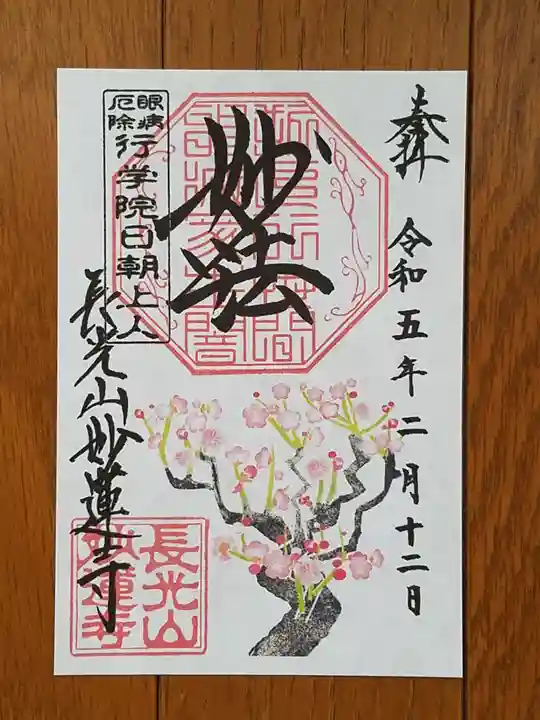 奉拝
令和五年二月十二日
妙法
眼病
厄除
行学院日朝上人
長光山妙蓮寺
長光山
妙蓮寺